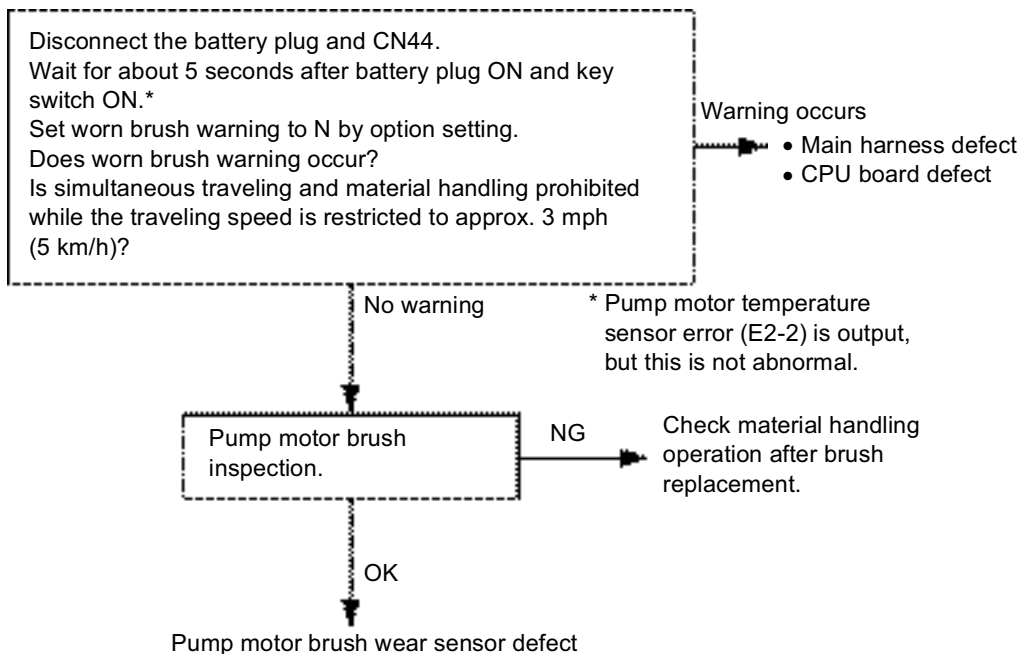 Disconnect the battery plug and CN44.
Wait for about 5 seconds after battery plug ON and key
switch ON.*
Set worn brush warning to N by option setting.
Does worn brush warning occur?
Is simultaneous traveling and material handling prohibited
while the traveling speed is restricted to approx. 3 mph
(5 km/h)?
Warning occurs
• Main harness defect
• CPU board defect
No warning
* Pump motor temperature
sensor error (E2-2) is output,
but this is not abnormal.
Pump motor brush
inspection.
NG
Check material handling
operation after brush
replacement.
OK
Pump motor brush wear sensor defect